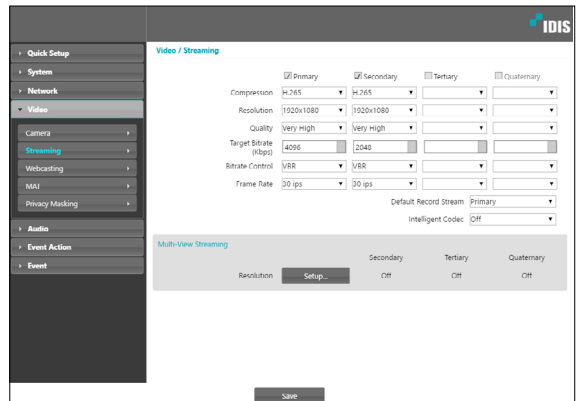 IDIS
Quick Setup
System
Network
Video
Camera
Streaming
Webcasting
MAI
Privacy Masking
Audio
Event Action
Event
Video / Streaming
Primary Secondary Tertiary Quaternary
Compression H.265 H.265
Resolution 1920x1080 1920x1080
Quality Very High Very High
Target Bitrate (Kbps) 4096 2048
Bitrate Control VBR VBR
Frame Rate 30 ips 30 ips
Default Record Stream Primary
Intelligent Codec Off
Multi-View Streaming
Secondary Tertiary Quaternary
Resolution Setup... Off Off Off
Save